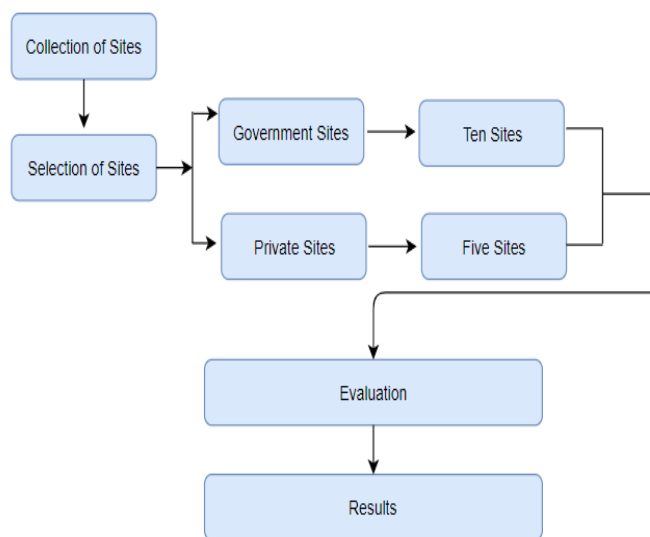 Collection of Sites
Selection of Sites
Government Sites
Ten Sites
Private Sites
Five Sites
Evaluation
Results